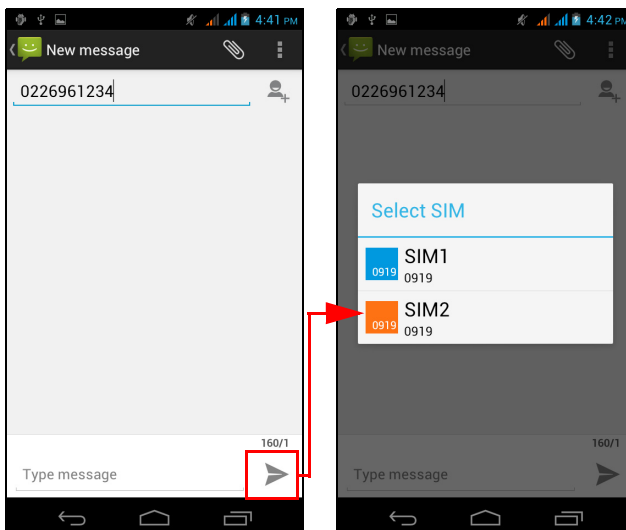 4:41 PM
New message
0226961234
160/1
Type message
4:42 PM
New message
0226961234
Select SIM
0919
SIM1
0919
0919
SIM2
0919
160/1
Type message